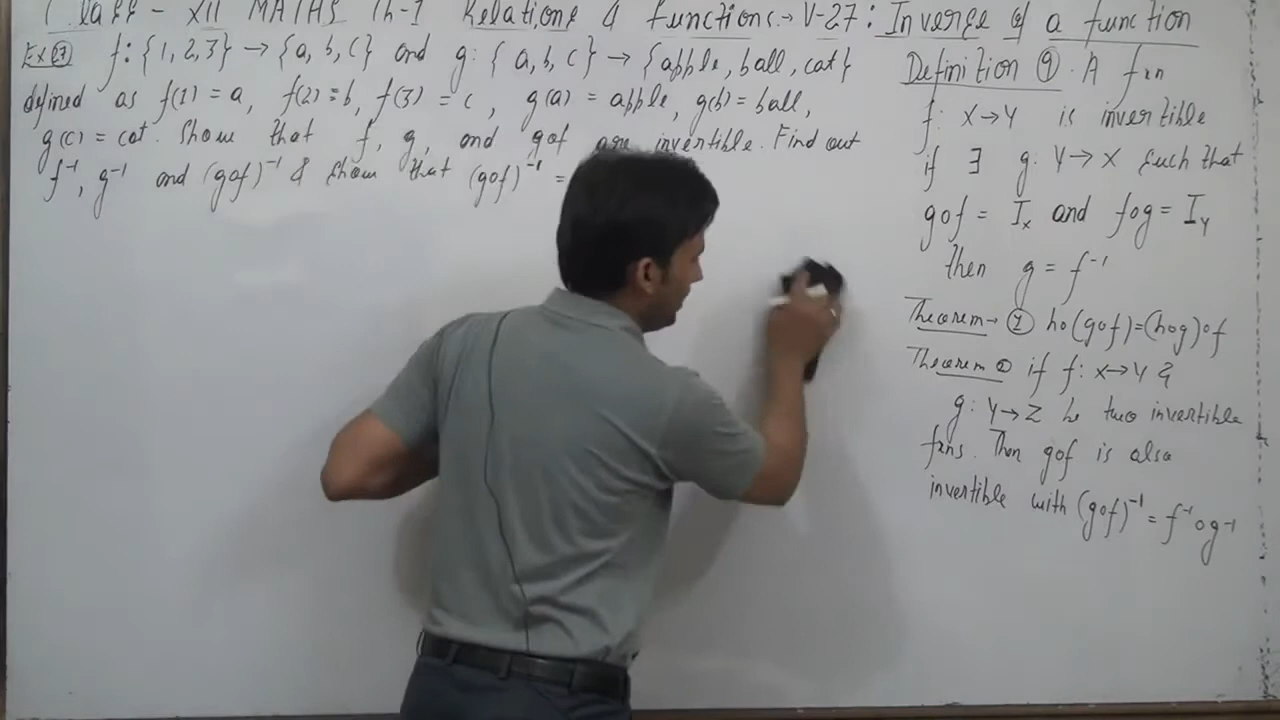 Class - XII MATHS Ch-1 Relations & functions:- V-27: Inverse of a function
Ex 27 f: {1, 2, 3} → {a, b, c} and g: {a, b, c} → {apple, ball, cat}
defined as f(1) = a, f(2) = b, f(3) = c, g(a) = apple, g(b) = ball,
g(c) = cat. Show that f, g, and gof are invertible. Find out
f⁻¹, g⁻¹ and (gof)⁻¹ & show that (gof)⁻¹ =
Definition 9. A fxn
f: X→Y is invertible
if ∃ g: Y→X such that
gof = Iₓ and fog = I_Y
then g = f⁻¹
Theorem → 1 ho(gof)=(hog)of
Theorem 2 if f: X→Y &
g: Y→Z be two invertible
fxns. Then gof is also
invertible with (gof)⁻¹ = f⁻¹og⁻¹